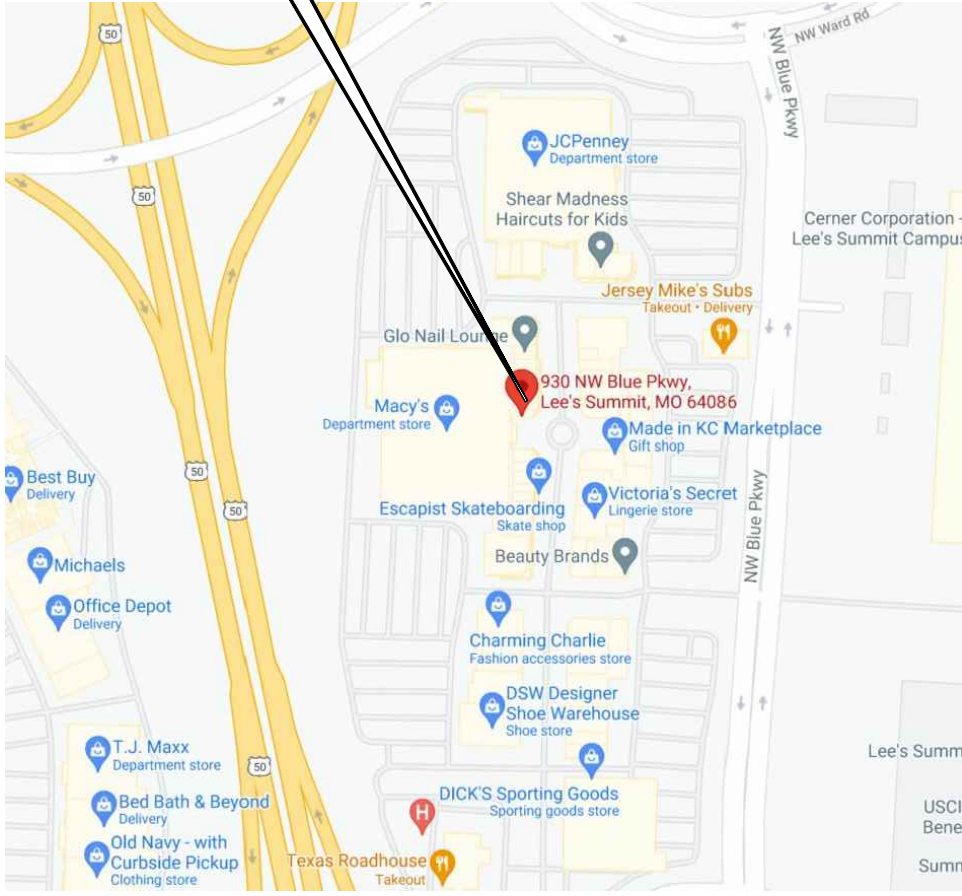 50
NW Ward Rd
NW Blue Pkwy
JCPenney
Department store
50
Shear Madness
Haircuts for Kids
Cerner Corporation -
Lee's Summit Campus
Jersey Mike's Subs
Takeout • Delivery
Glo Nail Lounge
930 NW Blue Pkwy,
Lee's Summit, MO 64086
Macy's
Department store
Made in KC Marketplace
Gift shop
50
Best Buy
Delivery
50
Escapist Skateboarding
Skate shop
Victoria's Secret
Lingerie store
NW Blue Pkwy
Beauty Brands
Michaels
Office Depot
Delivery
Charming Charlie
Fashion accessories store
DSW Designer
Shoe Warehouse
Shoe store
T.J. Maxx
Department store
50
Lee's Summ
DICK'S Sporting Goods
Sporting goods store
Bed Bath & Beyond
Delivery
H
USCI
Bene
Old Navy - with
Curbside Pickup
Clothing store
Texas Roadhouse
Takeout
Summ